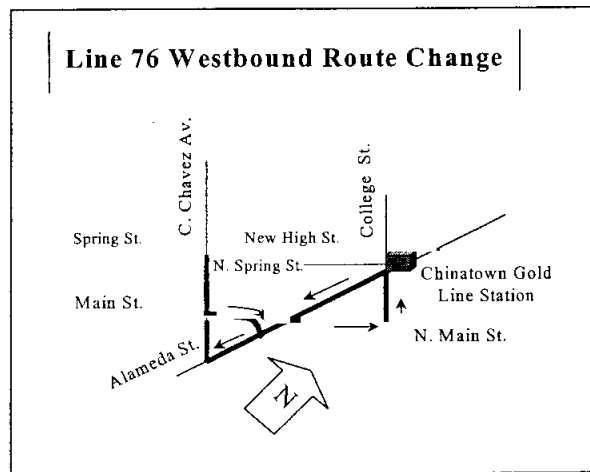 Line 76 Westbound Route Change
C. Chavez Av.
College St.
Spring St.
New High St.
N. Spring St.
Chinatown Gold
Line Station
Main St.
N. Main St.
Alameda St.
N